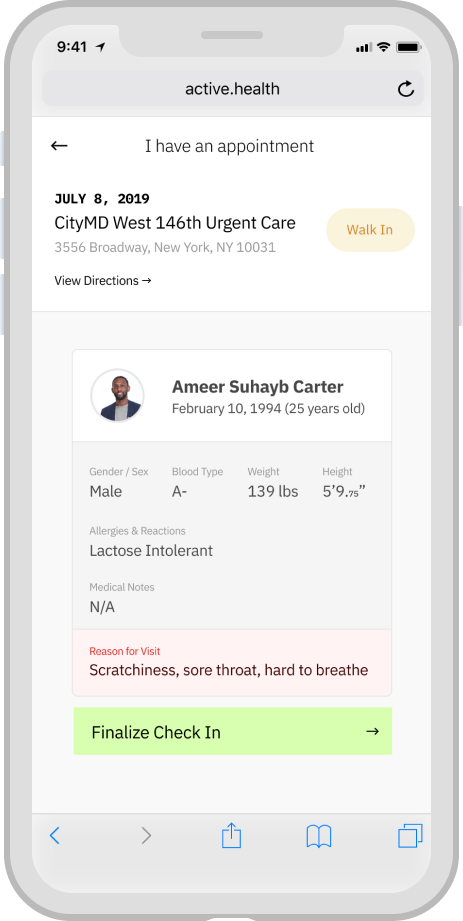 9:41
active.health
← I have an appointment
JULY 8, 2019
CityMD West 146th Urgent Care
3556 Broadway, New York, NY 10031
Walk In
View Directions →
Ameer Suhayb Carter
February 10, 1994 (25 years old)
Gender / Sex Blood Type Weight Height
Male A- 139 lbs 5’9.75”
Allergies & Reactions
Lactose Intolerant
Medical Notes
N/A
Reason for Visit
Scratchiness, sore throat, hard to breathe
Finalize Check In →